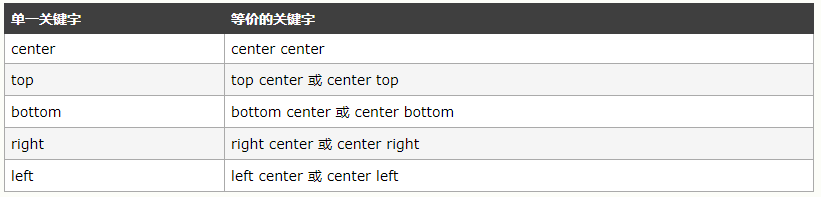 单一关键字 等价的关键字
center center center
top top center 或 center top
bottom bottom center 或 center bottom
right right center 或 center right
left left center 或 center left